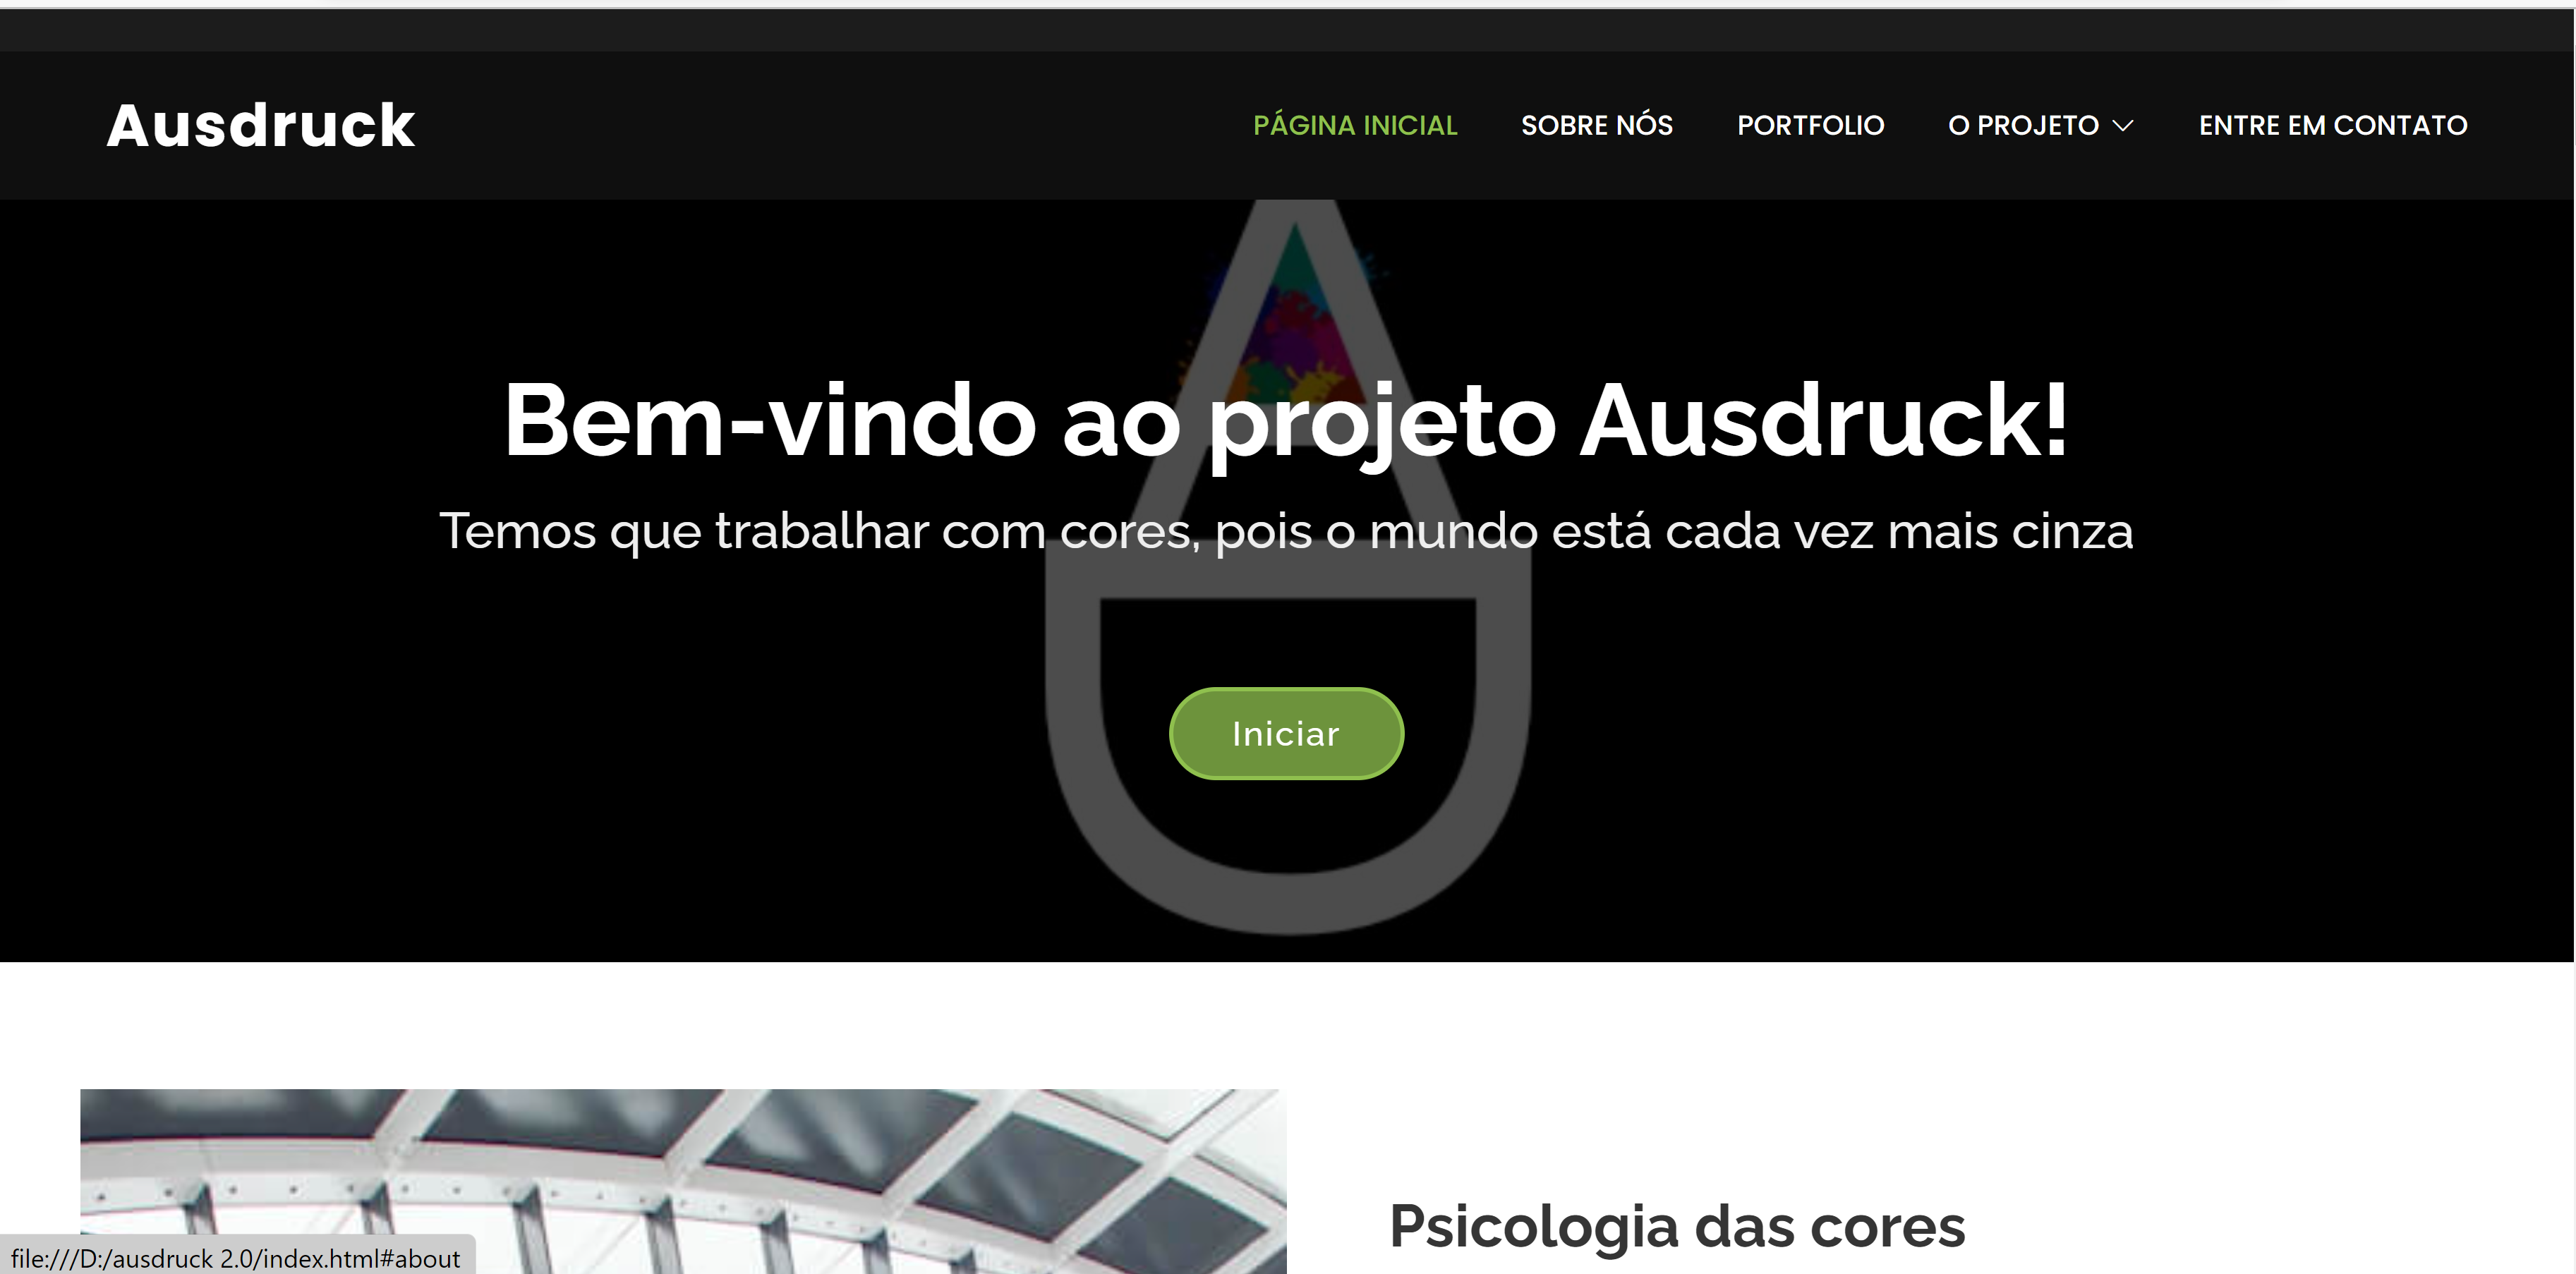 Ausdruck
PÁGINA INICIAL SOBRE NÓS PORTFOLIO O PROJETO ENTRE EM CONTATO
Bem-vindo ao projeto Ausdruck!
Temos que trabalhar com cores, pois o mundo está cada vez mais cinza
Iniciar
Psicologia das cores
file:///D:/ausdruck 2.0/index.html#about